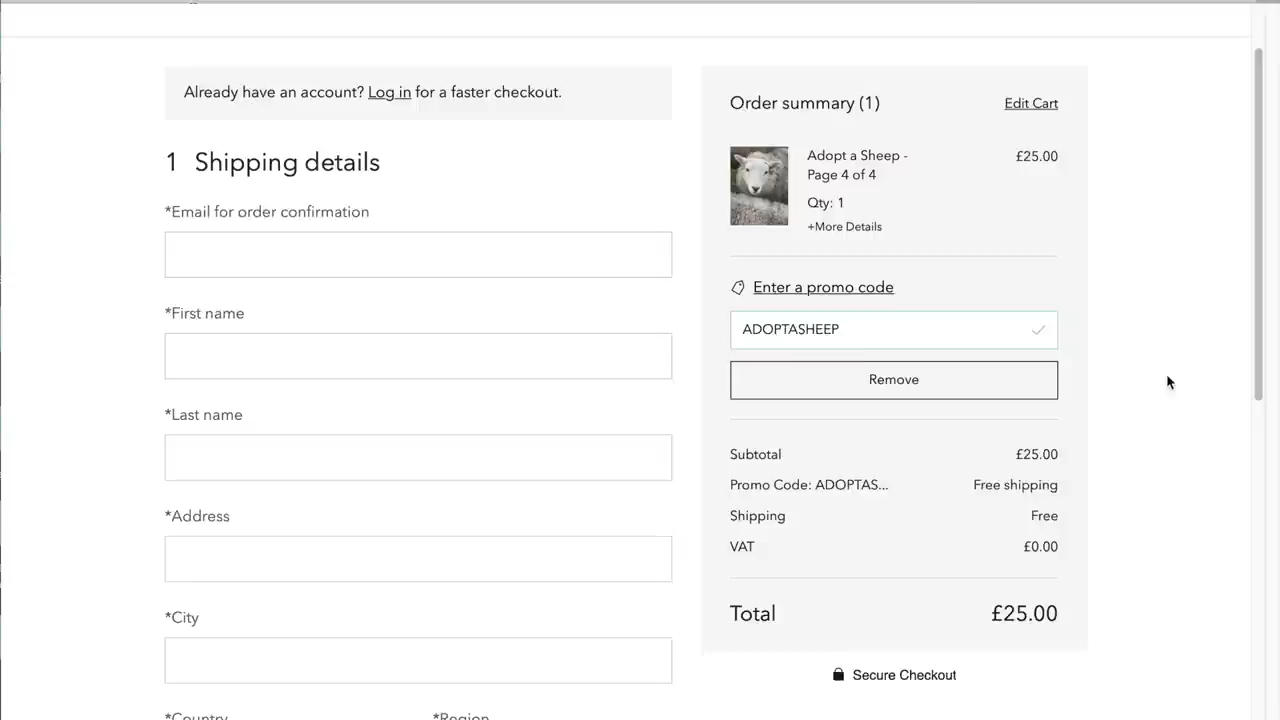 Already have an account? Log in for a faster checkout.
1 Shipping details
*Email for order confirmation
*First name
*Last name
*Address
*City
*Country
*Region
Order summary (1)
Edit Cart
Adopt a Sheep -
Page 4 of 4
£25.00
Qty: 1
+More Details
Enter a promo code
ADOPTASHEEP
Remove
Subtotal £25.00
Promo Code: ADOPTAS... Free shipping
Shipping Free
VAT £0.00
Total £25.00
Secure Checkout